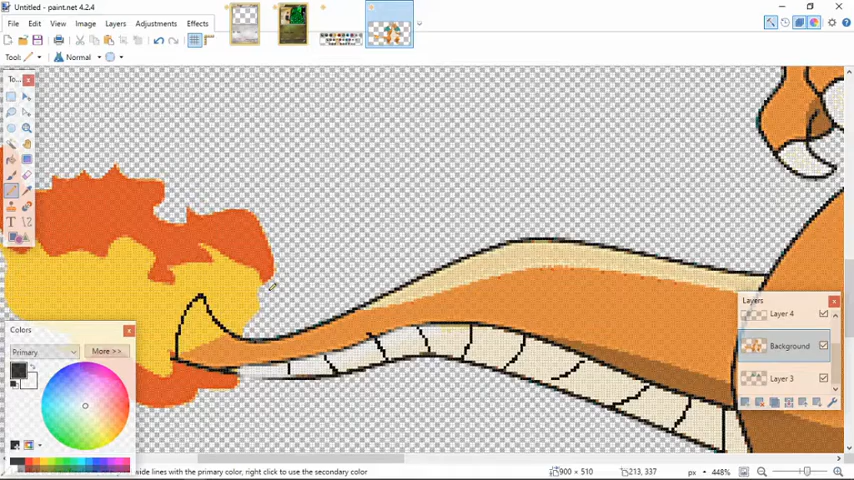 Untitled - paint.net 4.2.4
File Edit View Image Layers Adjustments Effects
Tool: Normal
To...
T
Colors
Primary More >>
Layers
Layer 4
Background
Layer 3
ide lines with the primary color, right click to use the secondary color
900 × 510
213, 337
px
448%